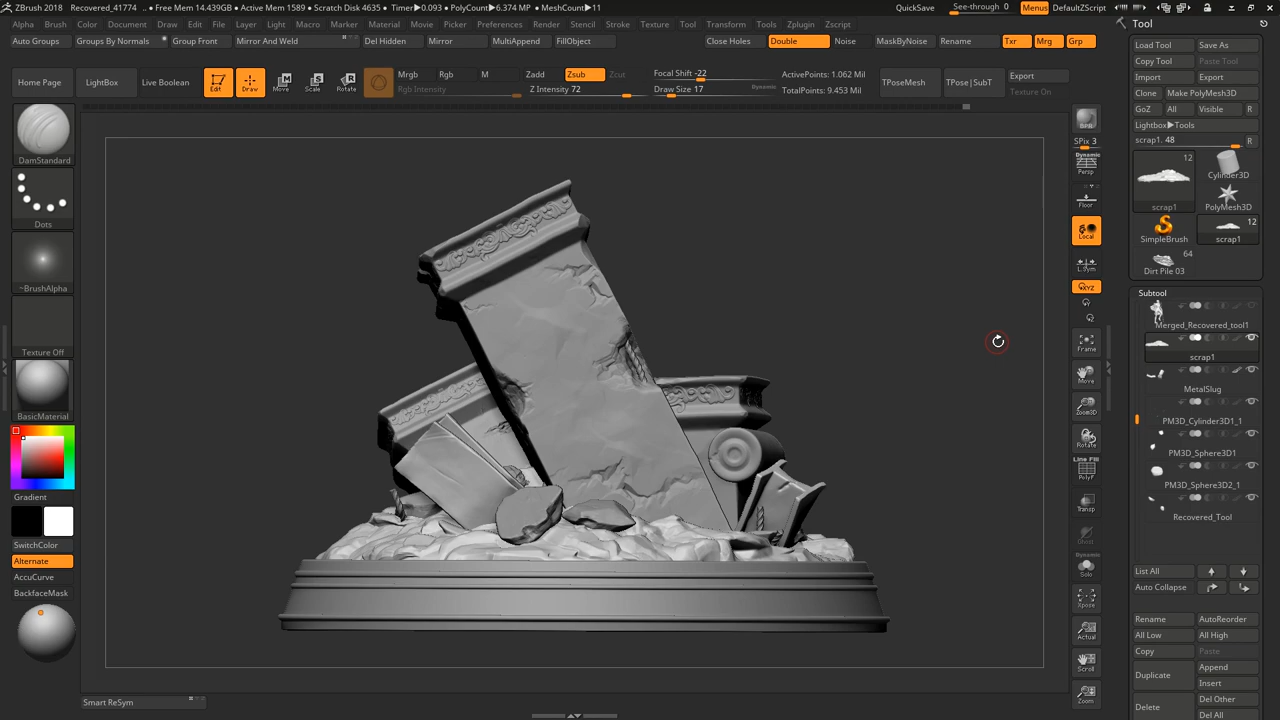 ZBrush 2018 Recovered_41774 .. • Free Mem 14.439GB • Active Mem 1589 • Scratch Disk 4635 • Timer▶0.093 • PolyCount▶6.374 MP • MeshCount▶11 QuickSave See-through 0 Menus DefaultZScript
Alpha Brush Color Document Draw Edit File Layer Light Macro Marker Material Movie Picker Preferences Render Stencil Stroke Texture Tool Transform Tools Zplugin Zscript
Auto Groups Groups By Normals Group Front Mirror And Weld Del Hidden Mirror MultiAppend FillObject Close Holes Double Noise MaskByNoise Rename Txr Mrg Grp
Home Page LightBox Live Boolean Edit Draw Move Scale Rotate
Mrgb Rgb M Zadd Zsub Zcut Focal Shift -22 ActivePoints: 1.062 Mil
Rgb Intensity Z Intensity 72 Draw Size 17 Dynamic TotalPoints: 9.453 Mil
TPoseMesh TPose|SubT Export
Texture On
DamStandard
Dots
~BrushAlpha
Texture Off
BasicMaterial
Gradient
SwitchColor
Alternate
AccuCurve
BackfaceMask
Smart ReSym
BPR
SPix 3
Dynamic
Persp
Floor
Local
L.Sym
XYZ
Y
Z
Frame
Move
Zoom3D
Rotate
Line Fill
PolyF
Transp
Ghost
Dynamic
Solo
Xpose
Actual
Scroll
Zoom
Tool
Load Tool Save As
Copy Tool Paste Tool
Import Export
Clone Make PolyMesh3D
GoZ All Visible R
Lightbox▶Tools
scrap1. 48 R
12
Cylinder3D
scrap1 PolyMesh3D
12
SimpleBrush scrap1
64
Dirt Pile 03
Subtool
Merged_Recovered_tool1
scrap1
MetalSlug
PM3D_Cylinder3D1_1
PM3D_Sphere3D1
PM3D_Sphere3D2_1
Recovered_Tool
List All
Auto Collapse
Rename AutoReorder
All Low All High
Copy Paste
Duplicate Append
Insert
Delete Del Other
Del All